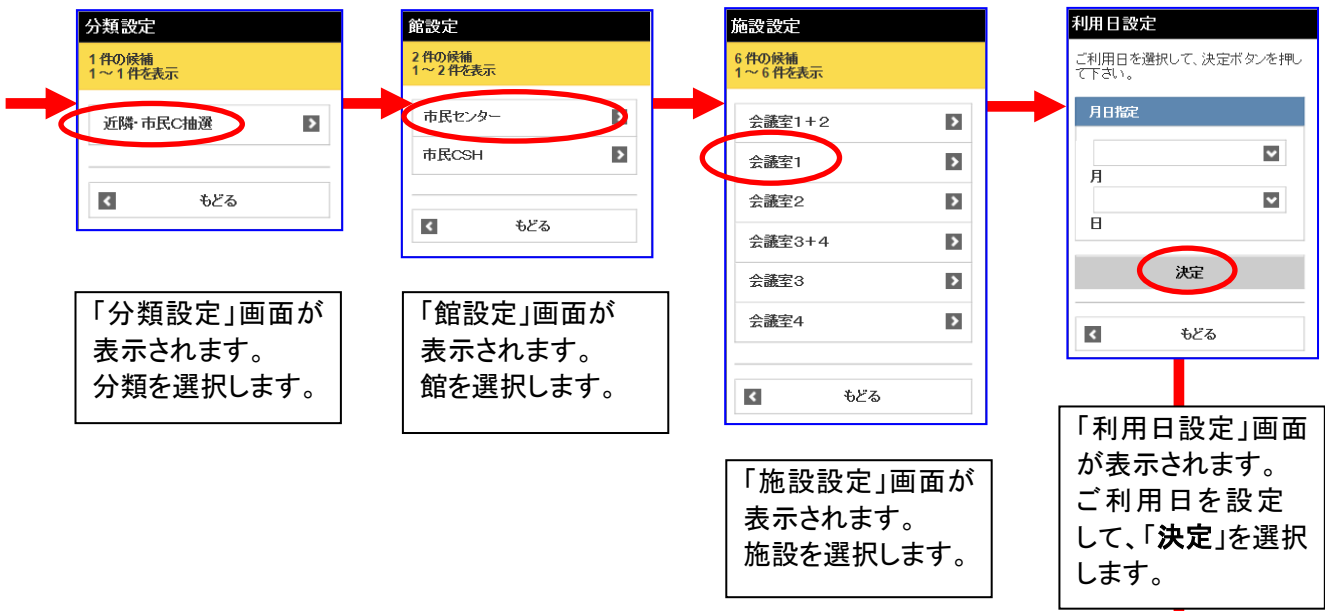 分類設定
1件の候補
1～1件を表示
近隣・市民C抽選
もどる
「分類設定」画面が
表示されます。
分類を選択します。
館設定
2件の候補
1～2件を表示
市民センター
市民CSH
もどる
「館設定」画面が
表示されます。
館を選択します。
施設設定
6件の候補
1～6件を表示
会議室1+2
会議室1
会議室2
会議室3+4
会議室3
会議室4
もどる
「施設設定」画面が
表示されます。
施設を選択します。
利用日設定
ご利用日を選択して、決定ボタンを押し
て下さい。
月日指定
月
日
決定
もどる
「利用日設定」画面
が表示されます。
ご利用日を設定
して、「決定」を選択
します。